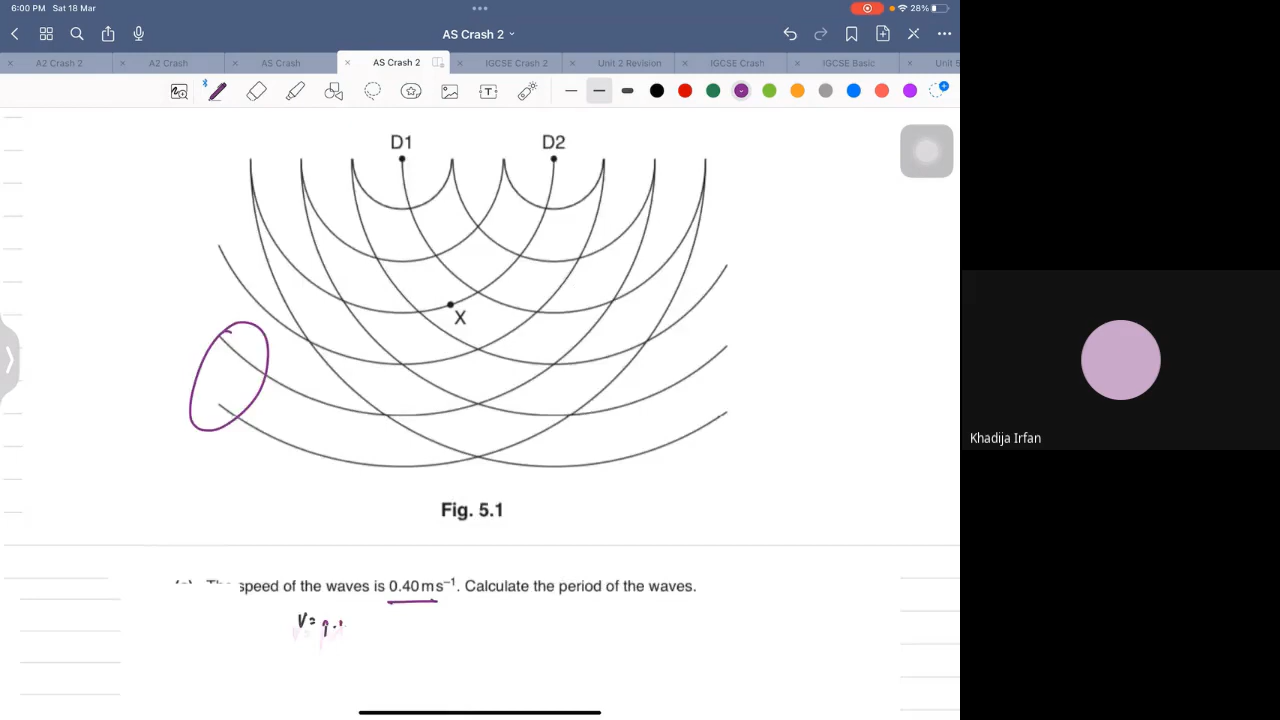 6:00 PM Sat 18 Mar
28%
AS Crash 2
A2 Crash 2
A2 Crash
AS Crash
AS Crash 2
IGCSE Crash 2
Unit 2 Revision
IGCSE Crash
IGCSE Basic
Unit 5
D1
D2
X
Fig. 5.1
speed of the waves is 0.40 m s⁻¹. Calculate the period of the waves.
V=
Khadija Irfan